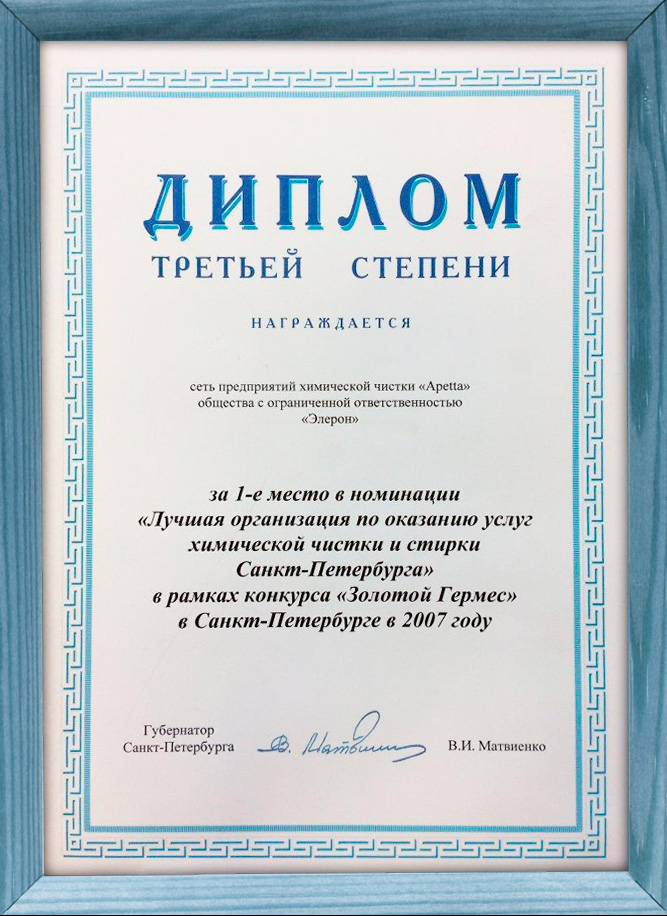 ДИПЛОМ
ТРЕТЬЕЙ СТЕПЕНИ
НАГРАЖДАЕТСЯ
сеть предприятий химической чистки «Apetta»
общества с ограниченной ответственностью
«Элерон»
за 1-е место в номинации
«Лучшая организация по оказанию услуг
химической чистки и стирки
Санкт-Петербурга»
в рамках конкурса «Золотой Гермес»
в Санкт-Петербурге в 2007 году
Губернатор
Санкт-Петербурга
В. Матвиенко
В.И. Матвиенко